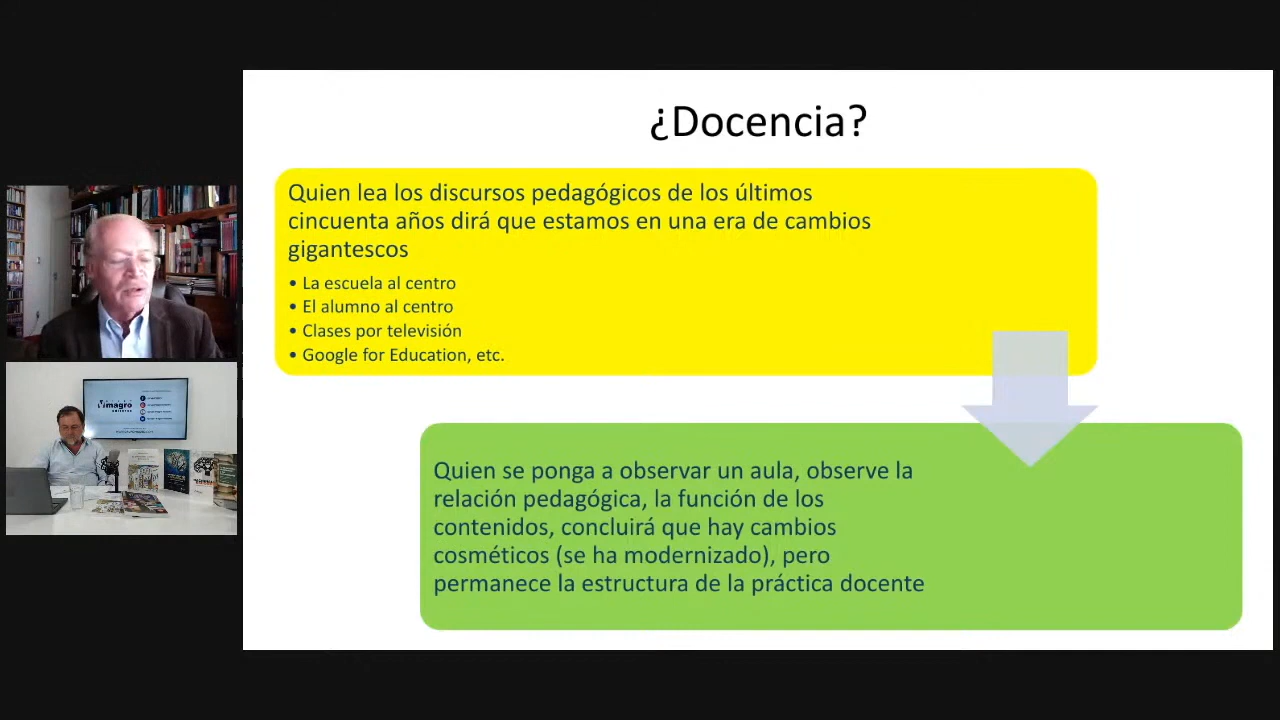 ¿Docencia?
Quien lea los discursos pedagógicos de los últimos
cincuenta años dirá que estamos en una era de cambios
gigantescos
• La escuela al centro
• El alumno al centro
• Clases por televisión
• Google for Education, etc.
Quien se ponga a observar un aula, observe la
relación pedagógica, la función de los
contenidos, concluirá que hay cambios
cosméticos (se ha modernizado), pero
permanece la estructura de la práctica docente